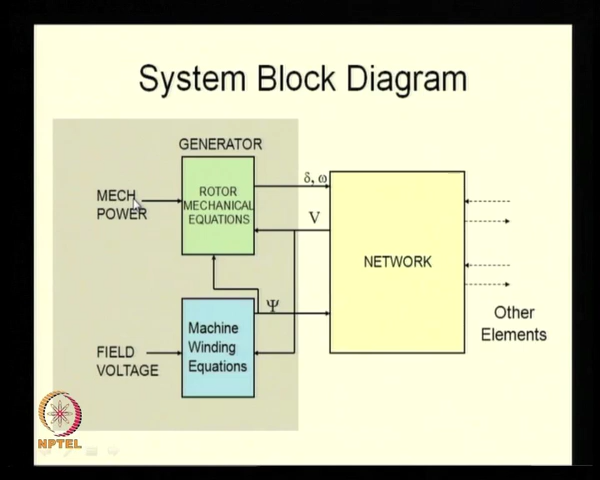 System Block Diagram
GENERATOR
MECH
POWER
ROTOR
MECHANICAL
EQUATIONS
δ, ω
V
NETWORK
Ψ
Machine
Winding
Equations
FIELD
VOLTAGE
Other
Elements
NPTEL